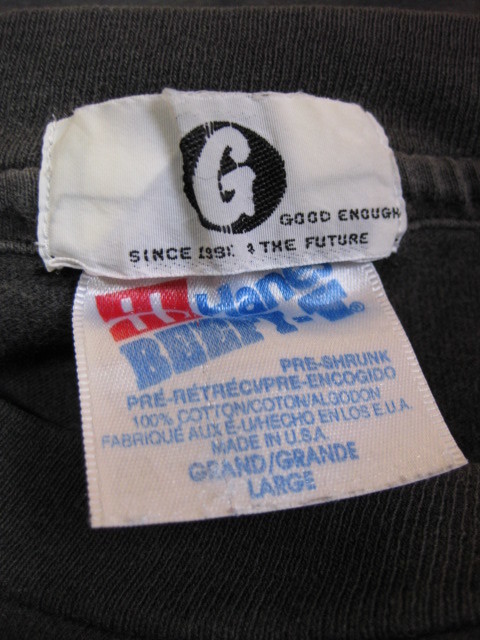 G
GOOD ENOUGH
SINCE 1991 & THE FUTURE
Hanes
BEEFY-T®
PRE-SHRUNK
PRÉ-RÉTRÉCI/PRE-ENCOGIDO
100% COTTON/COTON/ALGODON
FABRIQUÉ AUX É-U/HECHO EN LOS E.U.A.
MADE IN U.S.A.
GRAND/GRANDE
LARGE